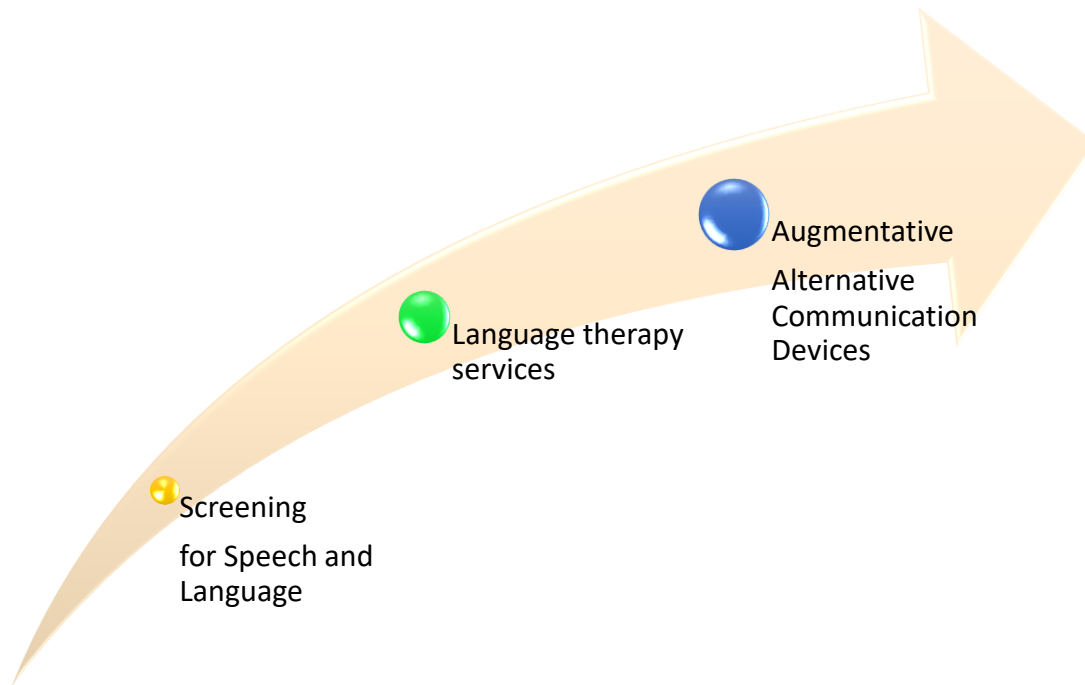 Screening
for Speech and
Language
Language therapy
services
Augmentative
Alternative
Communication
Devices